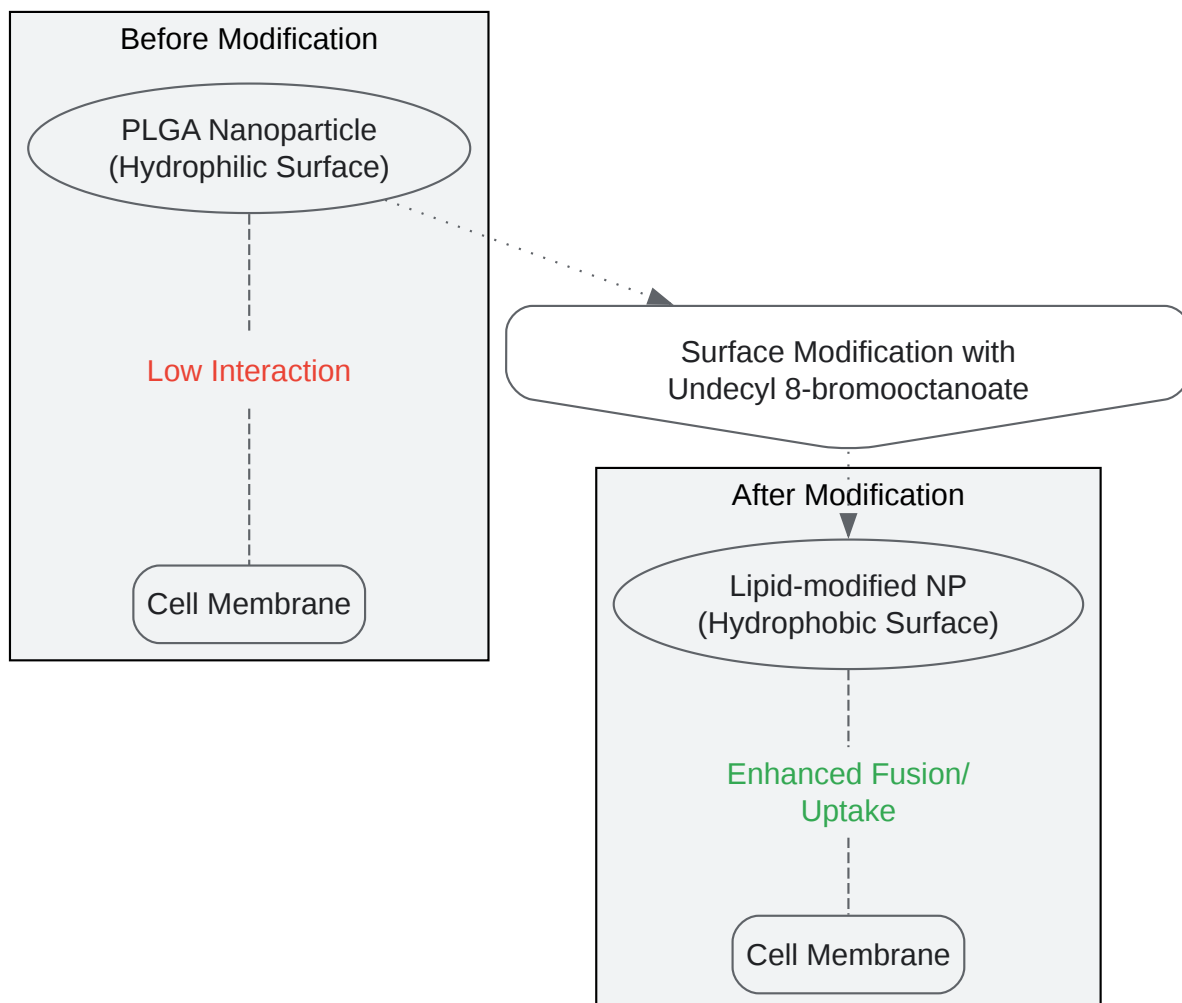 Before Modification
PLGA Nanoparticle
(Hydrophilic Surface)
Low Interaction
Cell Membrane
Surface Modification with
Undecyl 8-bromooctanoate
After Modification
Lipid-modified NP
(Hydrophobic Surface)
Enhanced Fusion/
Uptake
Cell Membrane